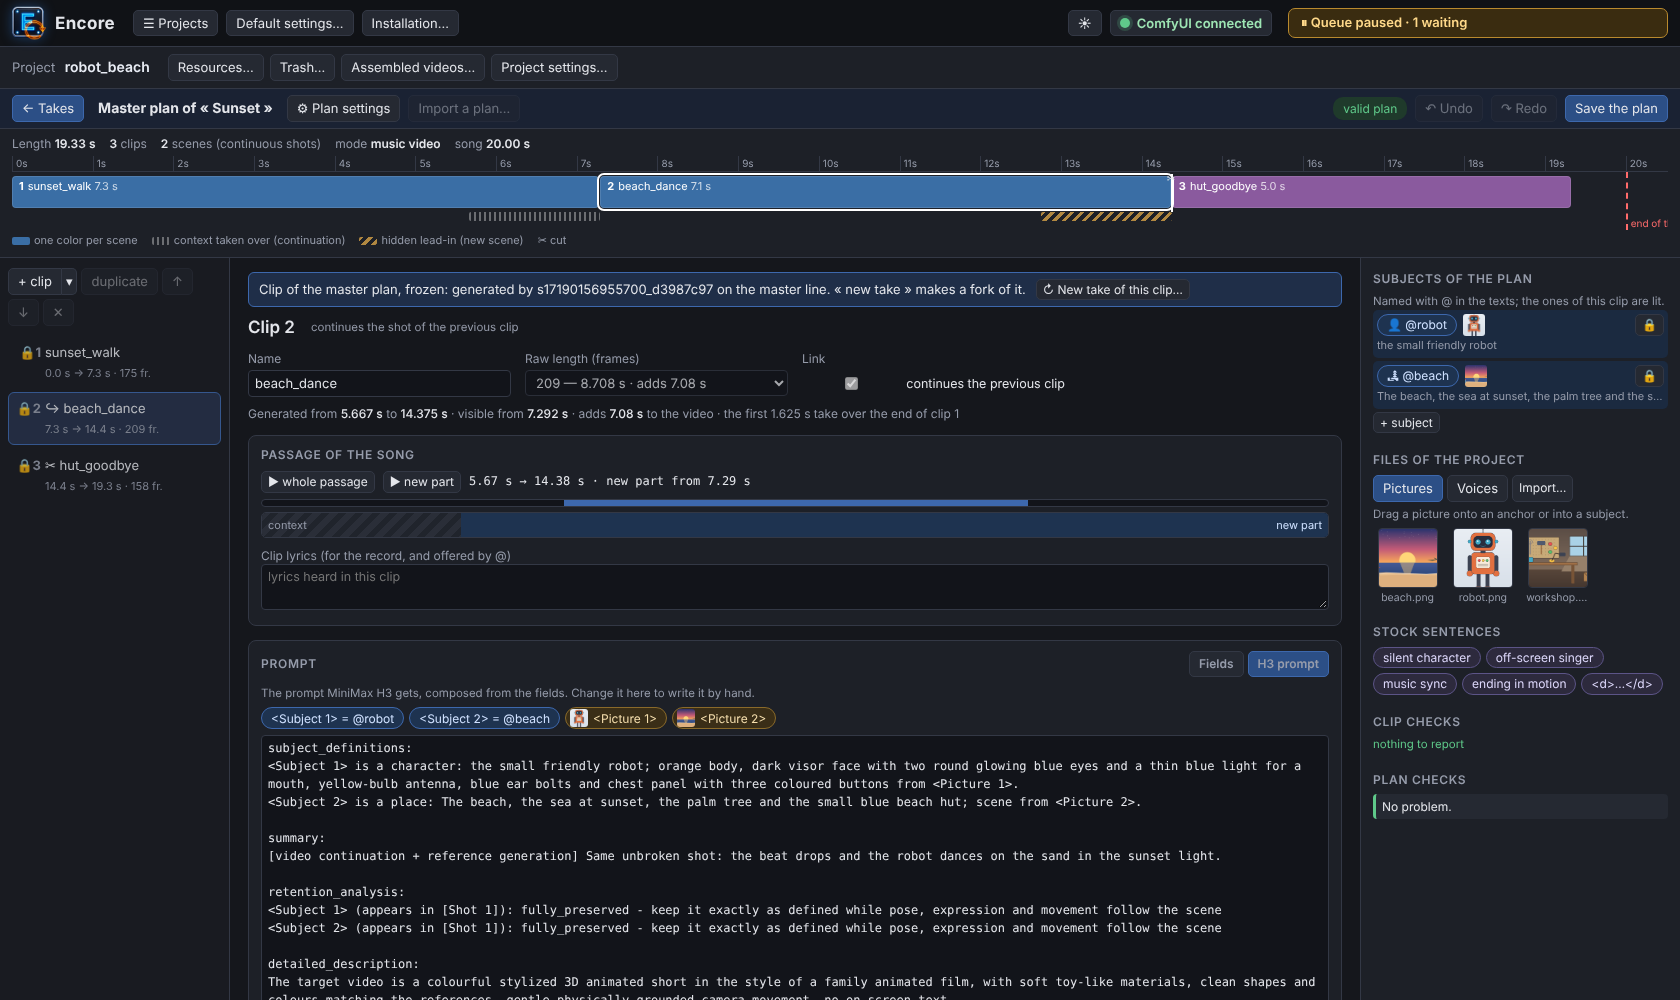 Encore
☰ Projects
Default settings...
Installation...
☀
ComfyUI connected
Queue paused · 1 waiting
Project robot_beach
Resources...
Trash...
Assembled videos...
Project settings...
← Takes
Master plan of « Sunset »
⚙ Plan settings
Import a plan...
valid plan
↶ Undo
↷ Redo
Save the plan
Length 19.33 s 3 clips 2 scenes (continuous shots) mode music video song 20.00 s
0s 1s 2s 3s 4s 5s 6s 7s 8s 9s 10s 11s 12s 13s 14s 15s 16s 17s 18s 19s 20s
1 sunset_walk 7.3 s
2 beach_dance 7.1 s
3 hut_goodbye 5.0 s
end of t
one color per scene
context taken over (continuation)
hidden lead-in (new scene)
✂ cut
+ clip ▾
duplicate
↑
↓
✕
1 sunset_walk
0.0 s → 7.3 s · 175 fr.
2 ↪ beach_dance
7.3 s → 14.4 s · 209 fr.
3 ✂ hut_goodbye
14.4 s → 19.3 s · 158 fr.
Clip of the master plan, frozen: generated by s17190156955700_d3987c97 on the master line. « new take » makes a fork of it.
↻ New take of this clip...
Clip 2 continues the shot of the previous clip
Name
Raw length (frames)
Link
beach_dance
209 — 8.708 s · adds 7.08 s
continues the previous clip
Generated from 5.667 s to 14.375 s · visible from 7.292 s · adds 7.08 s to the video · the first 1.625 s take over the end of clip 1
PASSAGE OF THE SONG
▶ whole passage
▶ new part
5.67 s → 14.38 s · new part from 7.29 s
context
new part
Clip lyrics (for the record, and offered by @)
lyrics heard in this clip
PROMPT
Fields
H3 prompt
The prompt MiniMax H3 gets, composed from the fields. Change it here to write it by hand.
<Subject 1> = @robot
<Subject 2> = @beach
<Picture 1>
<Picture 2>
subject_definitions:
<Subject 1> is a character: the small friendly robot; orange body, dark visor face with two round glowing blue eyes and a thin blue light for a
mouth, yellow-bulb antenna, blue ear bolts and chest panel with three coloured buttons from <Picture 1>.
<Subject 2> is a place: The beach, the sea at sunset, the palm tree and the small blue beach hut; scene from <Picture 2>.
summary:
[video continuation + reference generation] Same unbroken shot: the beat drops and the robot dances on the sand in the sunset light.
retention_analysis:
<Subject 1> (appears in [Shot 1]): fully_preserved - keep it exactly as defined while pose, expression and movement follow the scene
<Subject 2> (appears in [Shot 1]): fully_preserved - keep it exactly as defined while pose, expression and movement follow the scene
detailed_description:
The target video is a colourful stylized 3D animated short in the style of a family animated film, with soft toy-like materials, clean shapes and
colours matching the references, gentle physically grounded camera movement, no on-screen text.
SUBJECTS OF THE PLAN
Named with @ in the texts; the ones of this clip are lit.
@robot
the small friendly robot
@beach
The beach, the sea at sunset, the palm tree and the s...
+ subject
FILES OF THE PROJECT
Pictures
Voices
Import...
Drag a picture onto an anchor or into a subject.
beach.png
robot.png
workshop....
STOCK SENTENCES
silent character
off-screen singer
music sync
ending in motion
<d>...</d>
CLIP CHECKS
nothing to report
PLAN CHECKS
No problem.